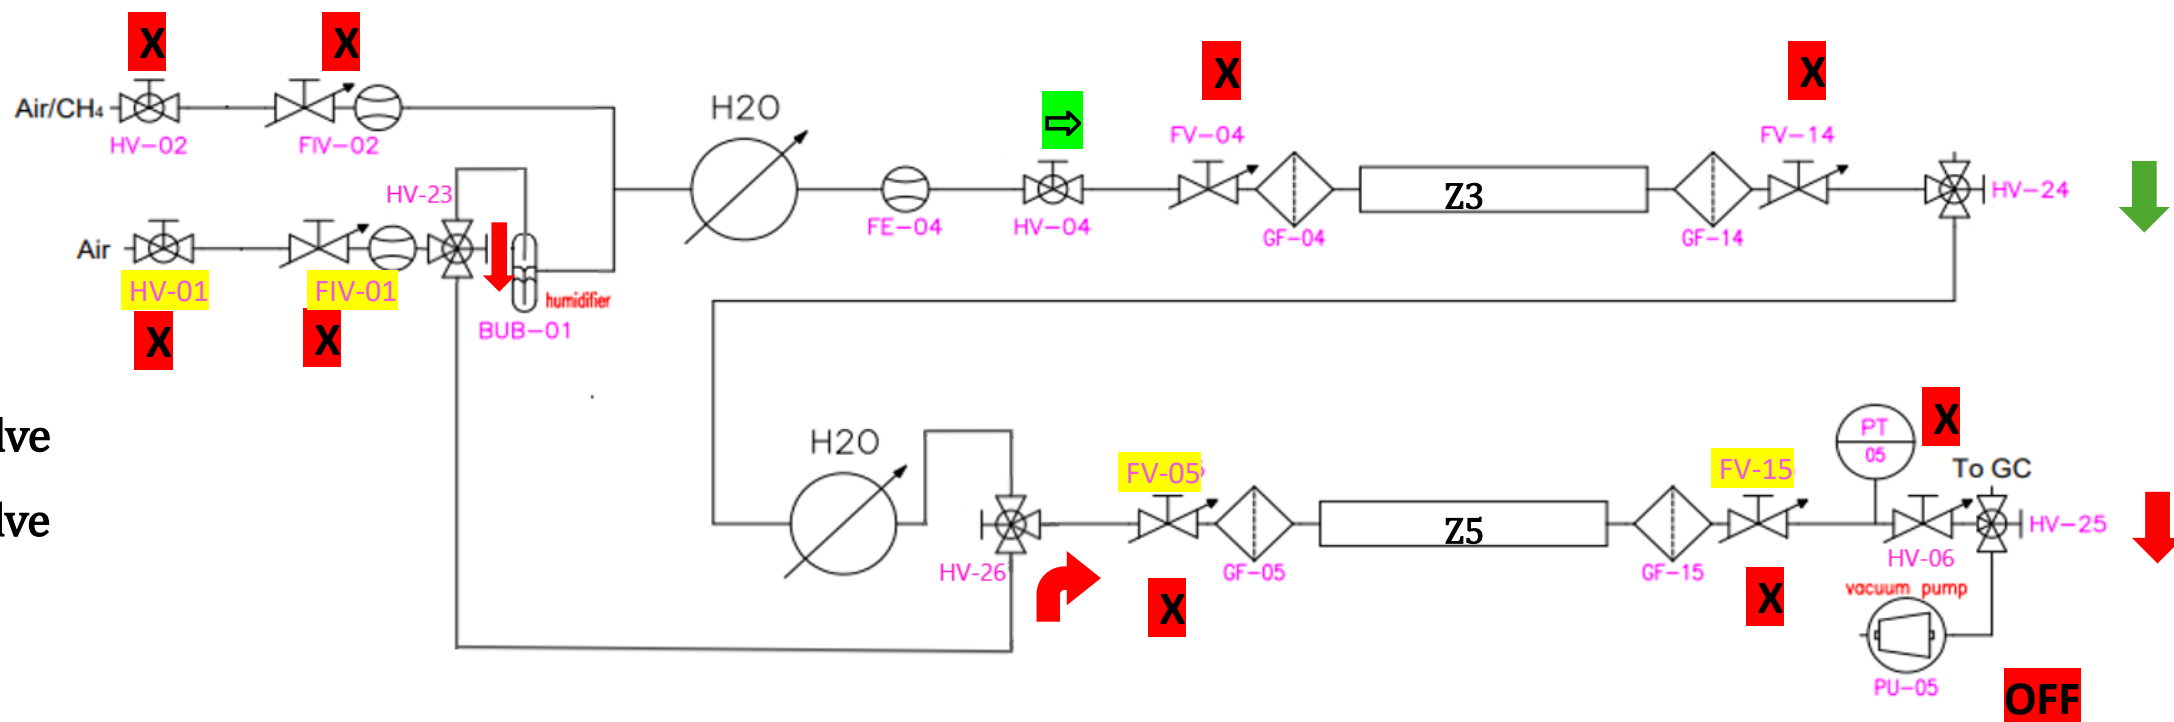 X X
X X
Air/CH₄
HV-02 FIV-02
H2O
⇨
FV-04 FV-14
HV-23
Z3
HV-24
FE-04 HV-04
GF-04 GF-14
Air
HV-01 FIV-01
humidifier
BUB-01
X X
lve
lve
H2O
X
PT
05
To GC
FV-05 FV-15
Z5
HV-25
HV-26
GF-05 GF-15
HV-06
X X
vacuum pump
PU-05
OFF